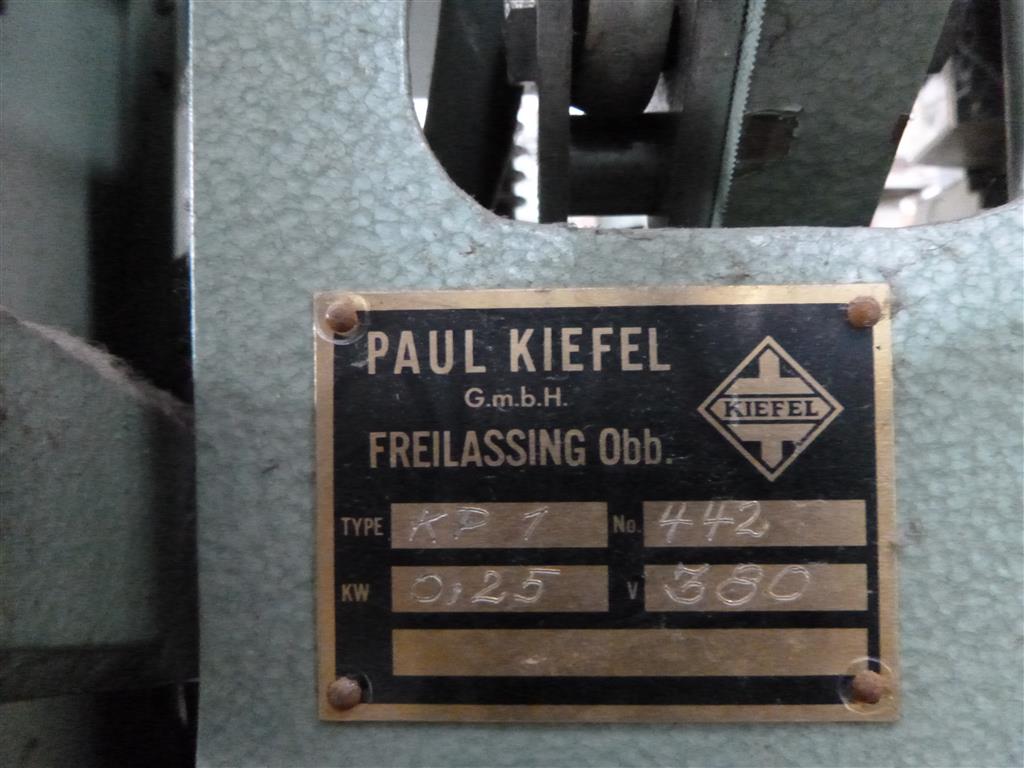 PAUL KIEFEL
G.m.b.H.
KIEFEL
FREILASSING Obb.
TYPE KP 1 No. 442
KW 0,25 V 380